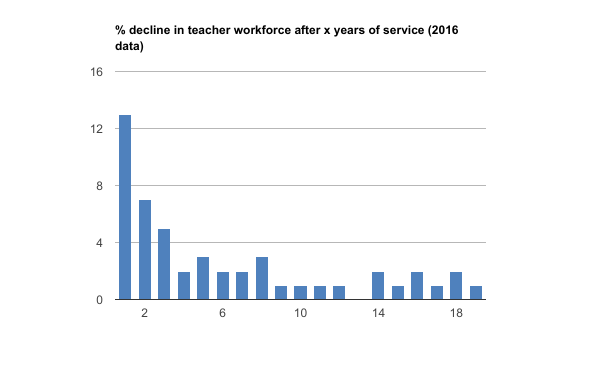 % decline in teacher workforce after x years of service (2016
data)
16
12
8
4
0
2 6 10 14 18